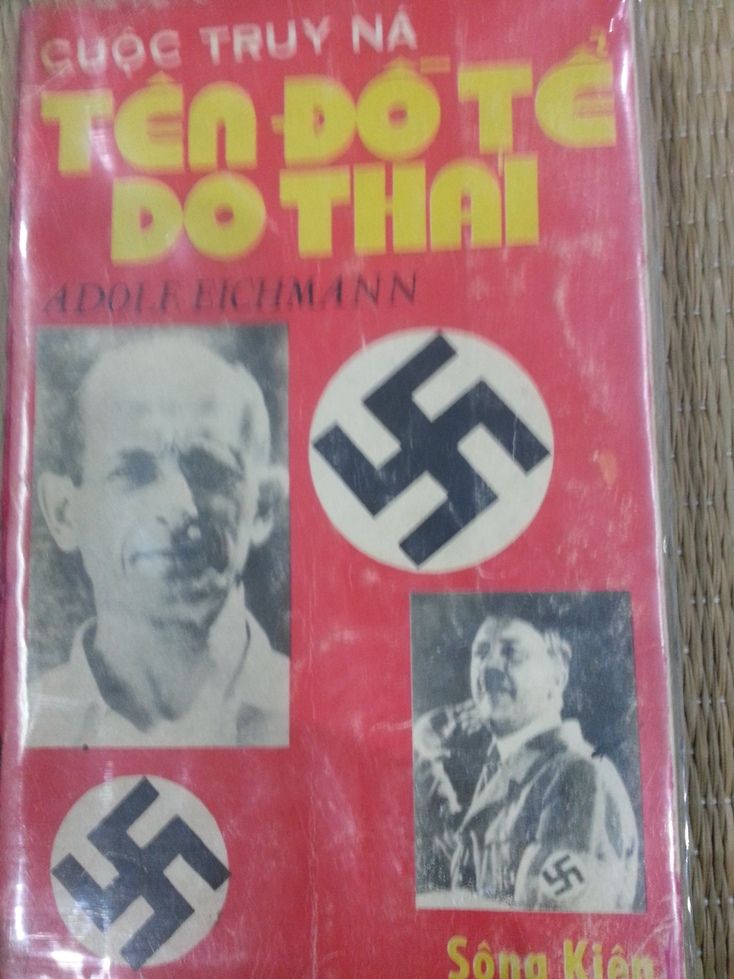 CUỘC TRUY NÃ
TÊN ĐỒ TỂ
DO THÁI
ADOLF EICHMANN
Sông Kiên